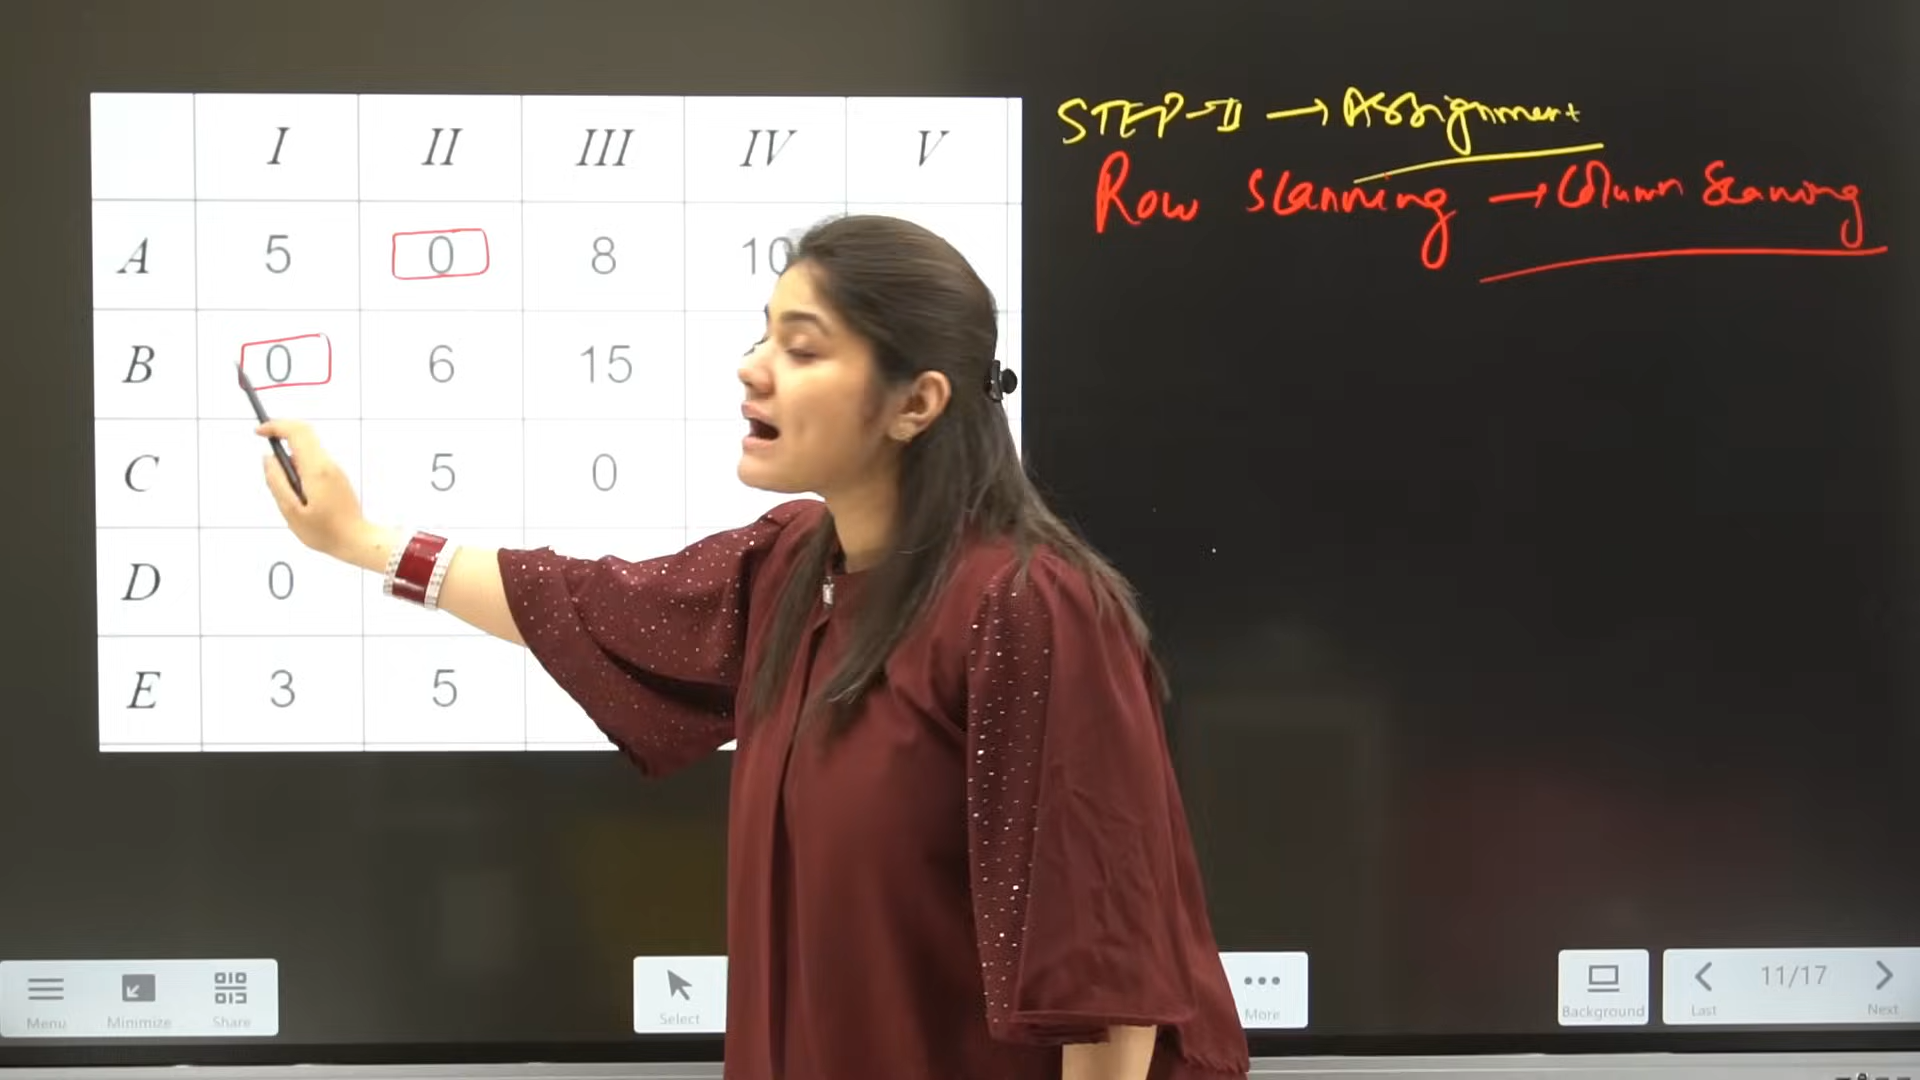 I II III IV V
A 5 0 8 10
B 0 6 15
C 5 0
D 0
E 3 5
STEP-II → Assignment
Row Scanning → Column Scanning
Menu Minimize Share
Select
More
Background
11/17
Last Next